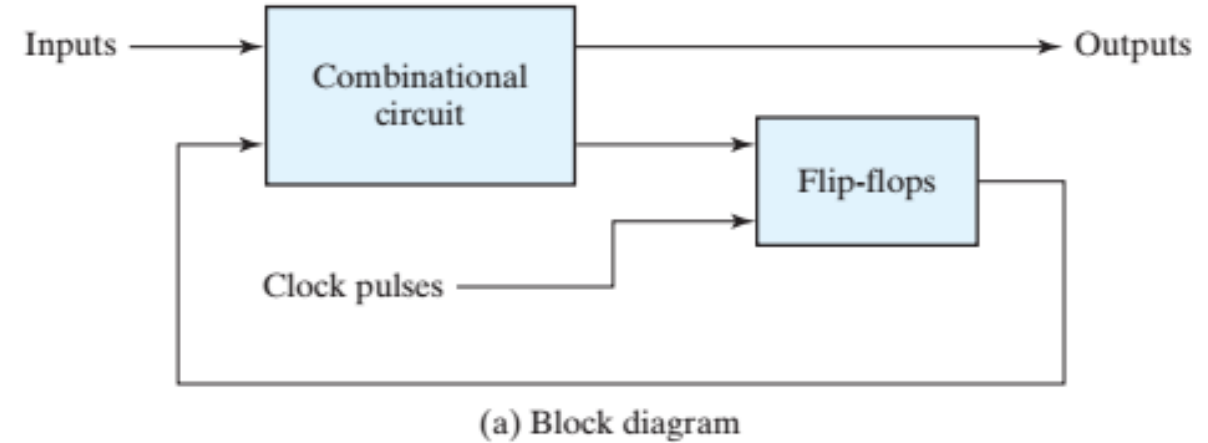 Inputs
Outputs
Combinational
circuit
Flip-flops
Clock pulses
(a) Block diagram